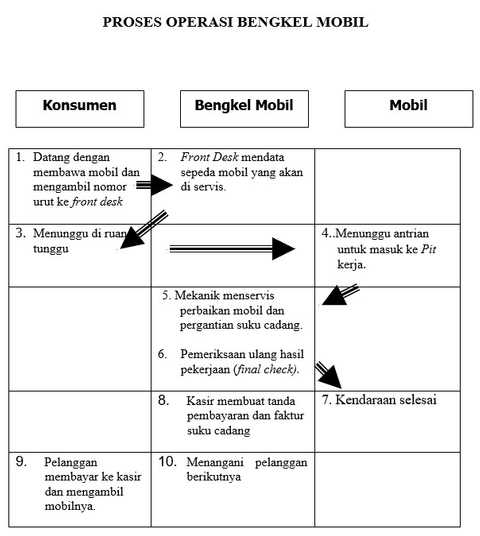 PROSES OPERASI BENGKEL MOBIL
Konsumen
Bengkel Mobil
Mobil
1. Datang dengan
membawa mobil dan
mengambil nomor
urut ke front desk
2. Front Desk mendata
sepeda mobil yang akan
di servis.
3. Menunggu di ruan
tunggu
4..Menunggu antrian
untuk masuk ke Pit
kerja.
5. Mekanik menservis
perbaikan mobil dan
pergantian suku cadang.
6. Pemeriksaan ulang hasil
pekerjaan (final check).
8. Kasir membuat tanda
pembayaran dan faktur
suku cadang
7. Kendaraan selesai
9. Pelanggan
membayar ke kasir
dan mengambil
mobilnya.
10. Menangani pelanggan
berikutnya